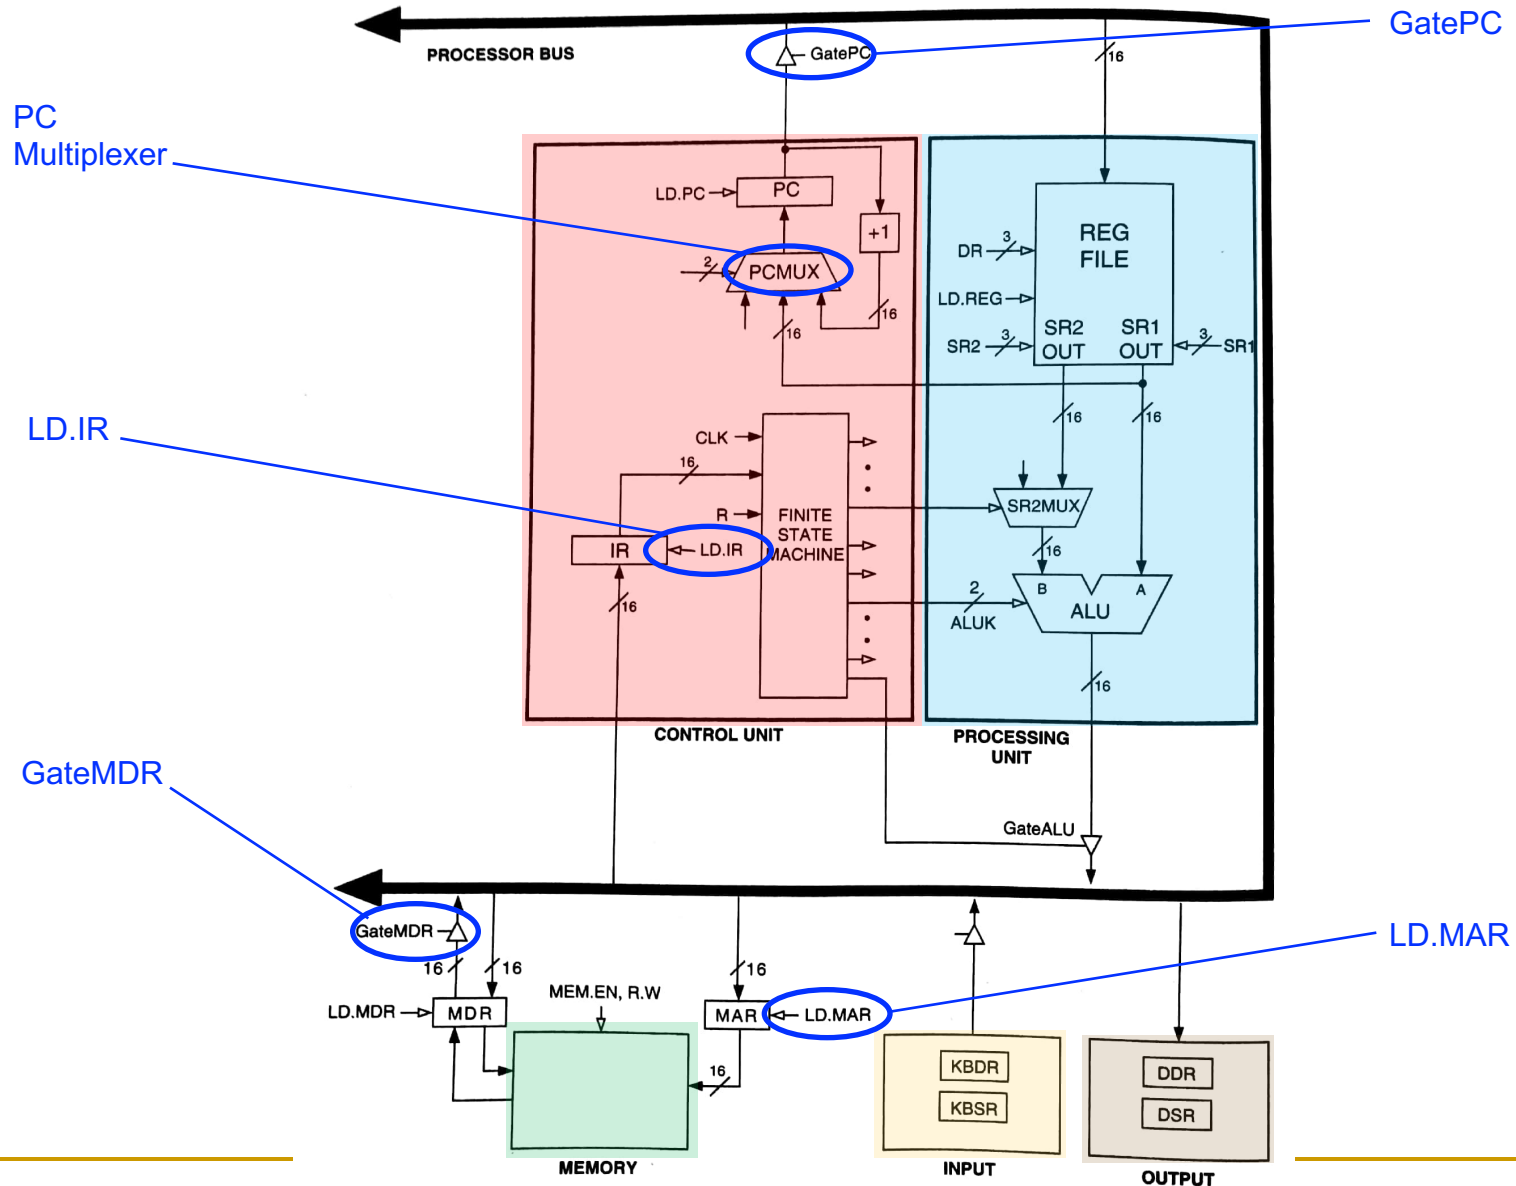 GatePC
PROCESSOR BUS
GatePC
16
PC
Multiplexer
LD.PC
PC
+1
2
PCMUX
16
16
REG
FILE
DR
3
LD.REG
SR2
3
SR2
OUT
SR1
OUT
3
SR1
16
16
LD.IR
CLK
16
R
FINITE
STATE
MACHINE
IR
LD.IR
16
SR2MUX
16
B
A
ALU
2
ALUK
16
CONTROL UNIT
PROCESSING
UNIT
GateMDR
GateALU
GateMDR
LD.MAR
16
16
16
MEM.EN, R.W
LD.MDR
MDR
MAR
LD.MAR
16
KBDR
KBSR
DDR
DSR
MEMORY
INPUT
OUTPUT